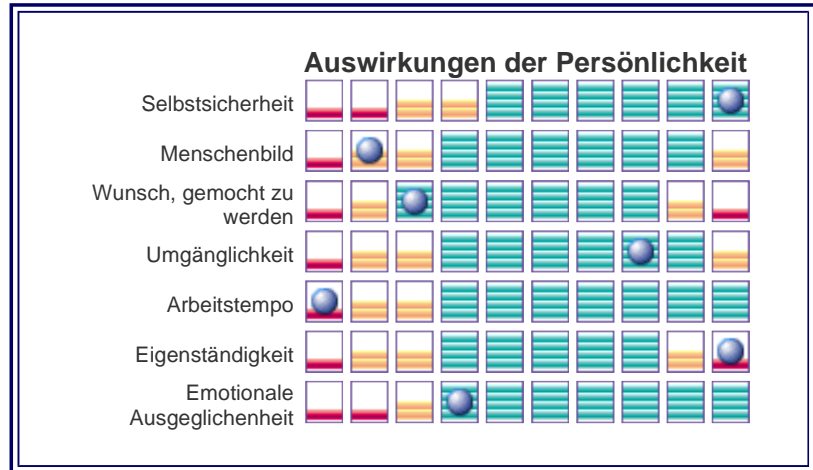 Auswirkungen der Persönlichkeit
Selbstsicherheit
Menschenbild
Wunsch, gemocht zu
werden
Umgänglichkeit
Arbeitstempo
Eigenständigkeit
Emotionale
Ausgeglichenheit